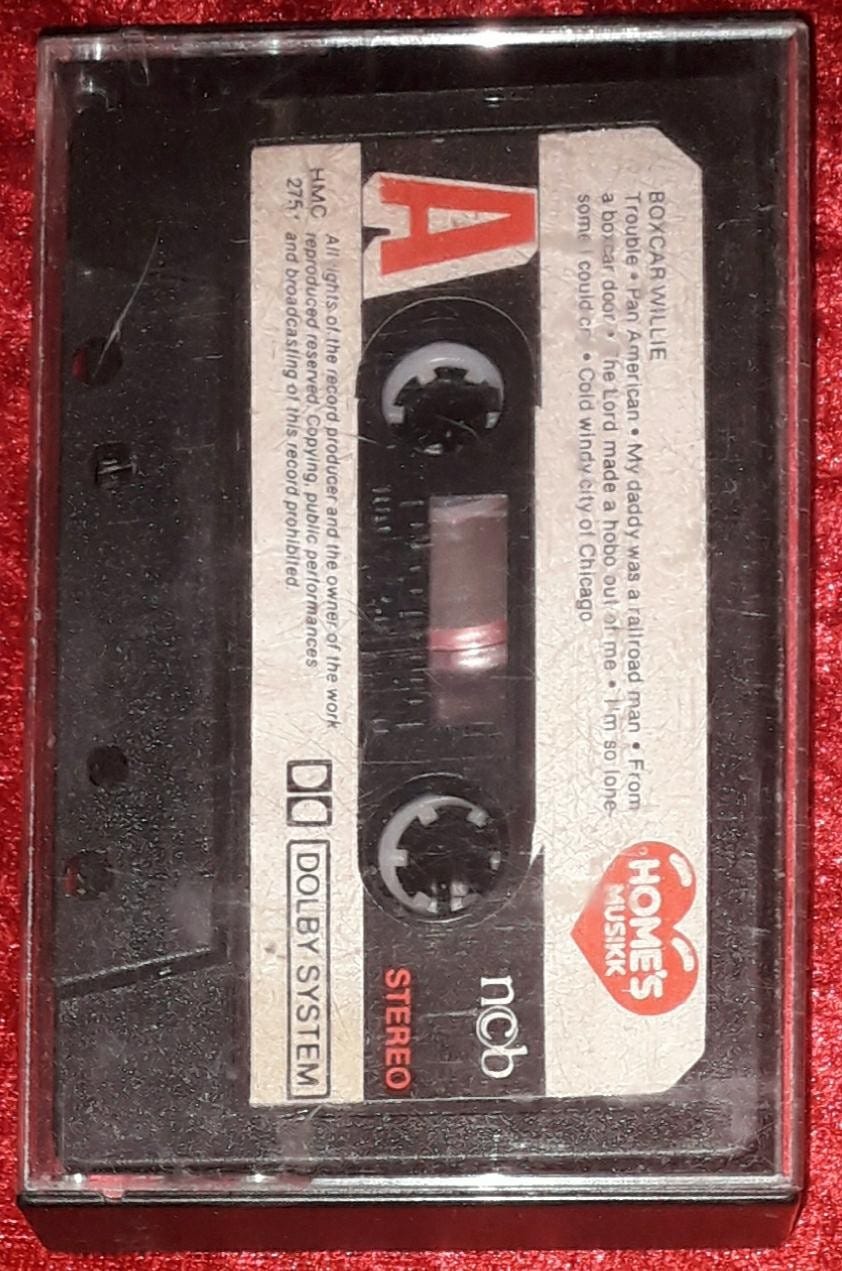 BOXCAR WILLIE
Trouble • Pan American • My daddy was a railroad man • From
a boxcar door • The Lord made a hobo out of me • I'm so lone-
some I could cry • Cold windy city of Chicago
HOME'S
MUSIKK
A
ncb
STEREO
HMC
All rights of the record producer and the owner of the work
reproduced reserved. Copying, public performances
and broadcasting of this record prohibited.
DOLBY SYSTEM